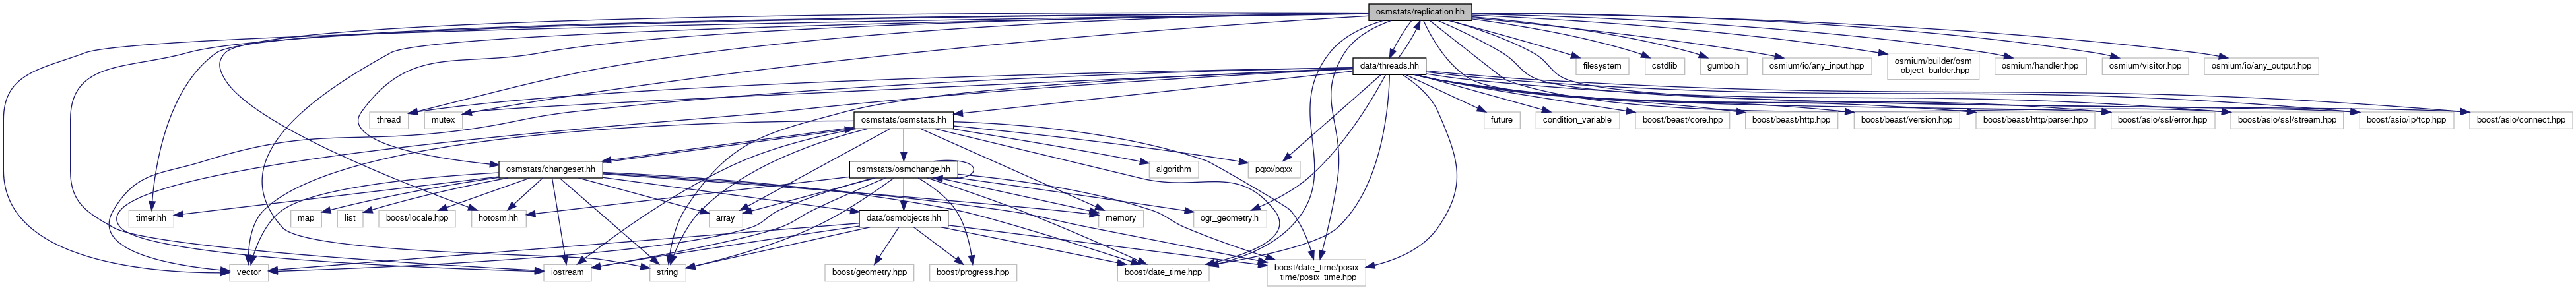 osmstats/replication.hh
data/threads.hh
filesystem
cstdlib
gumbo.h
osmium/io/any_input.hpp
osmium/builder/osm
_object_builder.hpp
osmium/handler.hpp
osmium/visitor.hpp
osmium/io/any_output.hpp
thread
mutex
osmstats/osmstats.hh
future
condition_variable
boost/beast/core.hpp
boost/beast/http.hpp
boost/beast/version.hpp
boost/beast/http/parser.hpp
boost/asio/ssl/error.hpp
boost/asio/ssl/stream.hpp
boost/asio/ip/tcp.hpp
boost/asio/connect.hpp
osmstats/changeset.hh
osmstats/osmchange.hh
algorithm
pqxx/pqxx
timer.hh
map
list
boost/locale.hpp
hotosm.hh
array
data/osmobjects.hh
memory
ogr_geometry.h
vector
iostream
string
boost/geometry.hpp
boost/progress.hpp
boost/date_time.hpp
boost/date_time/posix
_time/posix_time.hpp